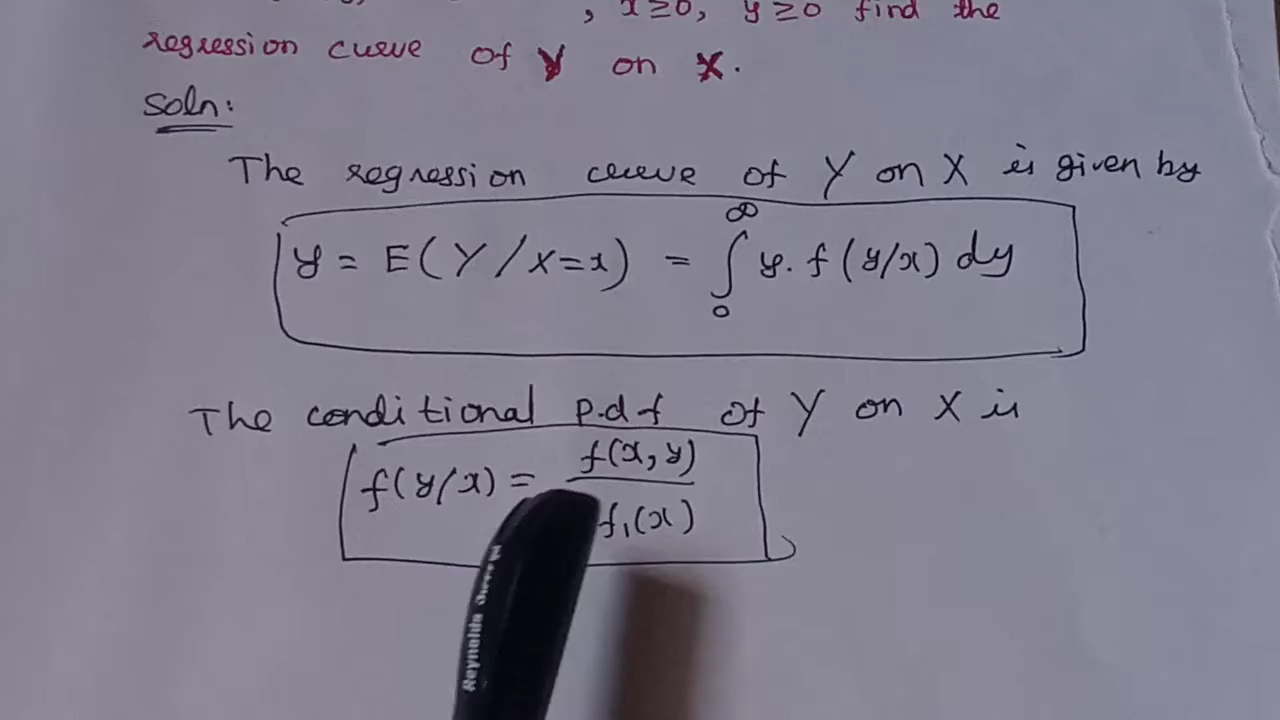 , x≥0, y≥0 find the
regression curve of Y on X.
Soln:
The regression curve of Y on X is given by
y = E(Y/X=x) = ∫₀^∞ y. f(y/x) dy
The conditional p.d.f of Y on X is
f(y/x) = f(x,y) / f₁(x)
Reynolds